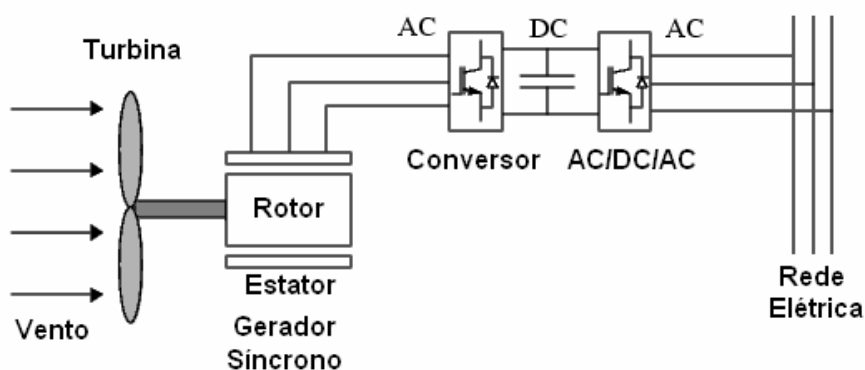 AC
DC
AC
Turbina
Conversor
AC/DC/AC
Rotor
Estator
Gerador
Síncrono
Vento
Rede
Elétrica